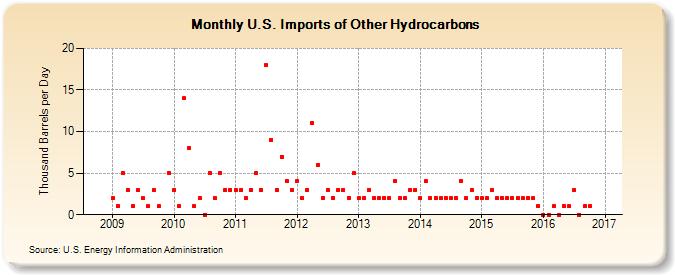 Monthly U.S. Imports of Other Hydrocarbons
Thousand Barrels per Day
20
15
10
5
0
2009 2010 2011 2012 2013 2014 2015 2016 2017
Source: U.S. Energy Information Administration